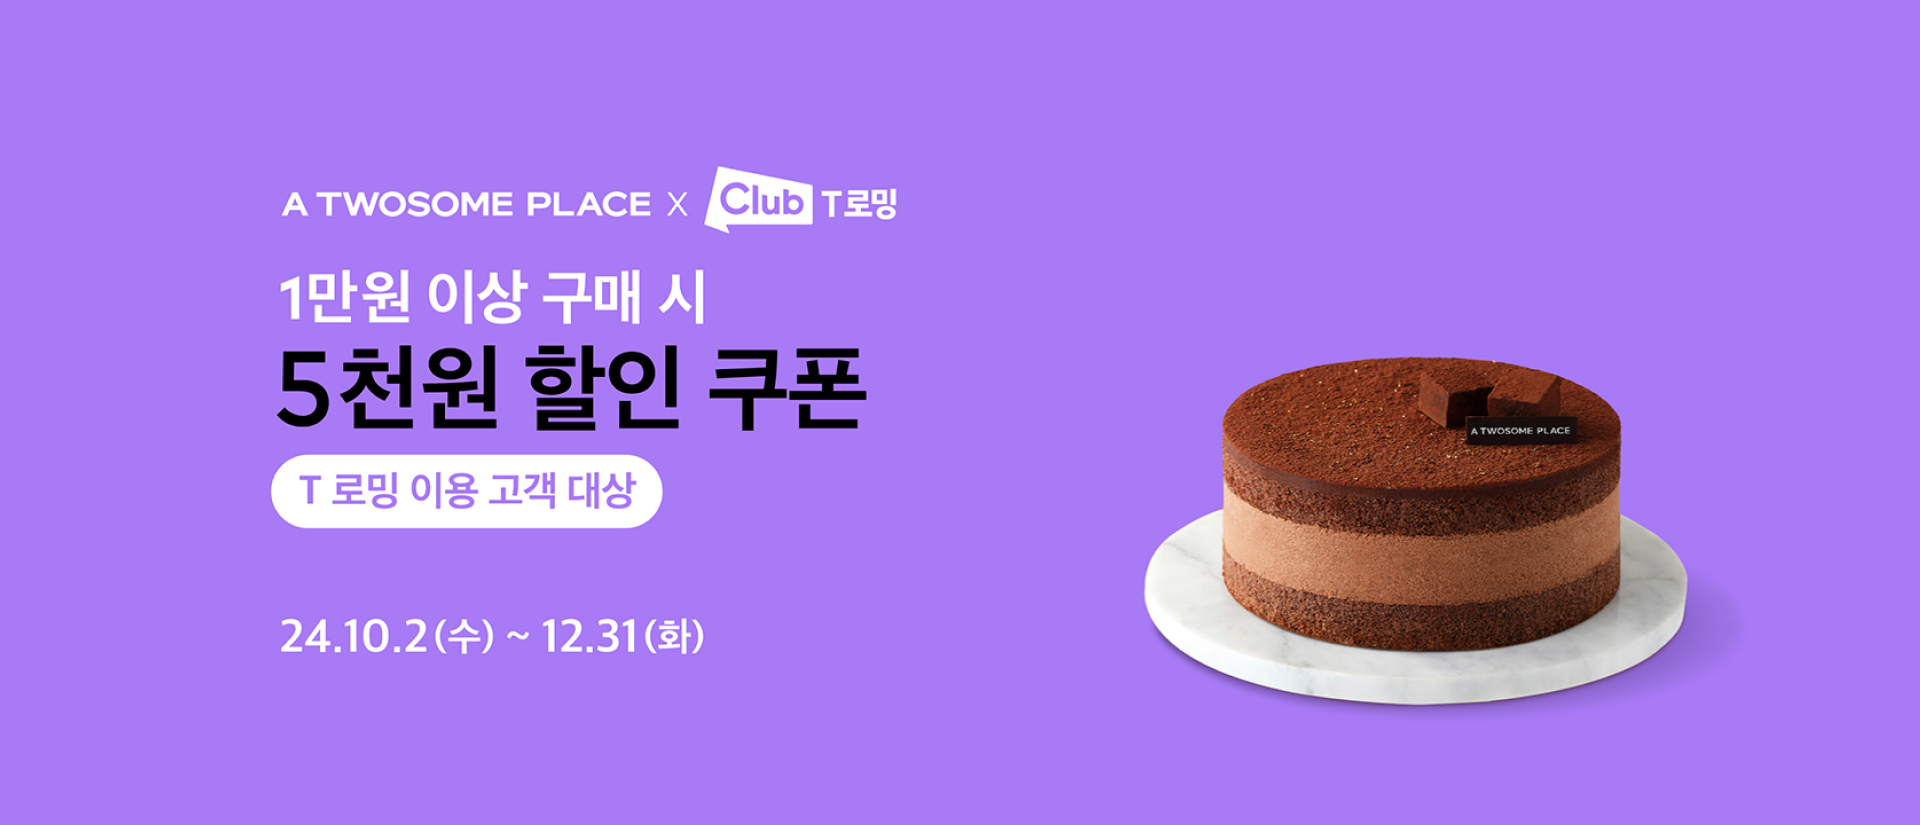 A TWOSOME PLACE X Club T로밍
1만원 이상 구매 시
5천원 할인 쿠폰
T 로밍 이용 고객 대상
24.10.2(수) ~ 12.31(화)
A TWOSOME PLACE